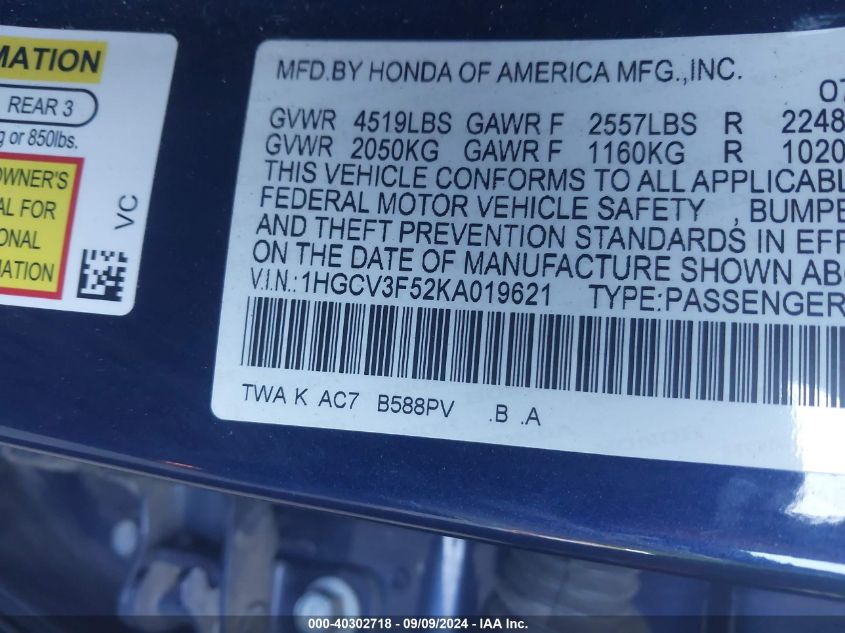 MATION
REAR 3
g or 850lbs.
OWNER'S
AL FOR
ONAL
MATION
VC
MFD.BY HONDA OF AMERICA MFG.,INC.
07
GVWR 4519LBS GAWR F 2557LBS R 2248
GVWR 2050KG GAWR F 1160KG R 1020
THIS VEHICLE CONFORMS TO ALL APPLICABL
FEDERAL MOTOR VEHICLE SAFETY , BUMPE
AND THEFT PREVENTION STANDARDS IN EFF
ON THE DATE OF MANUFACTURE SHOWN ABO
V.I.N.:1HGCV3F52KA019621 TYPE:PASSENGER
TWA K AC7 B588PV .B .A
000-40302718 - 09/09/2024 - IAAI.com.